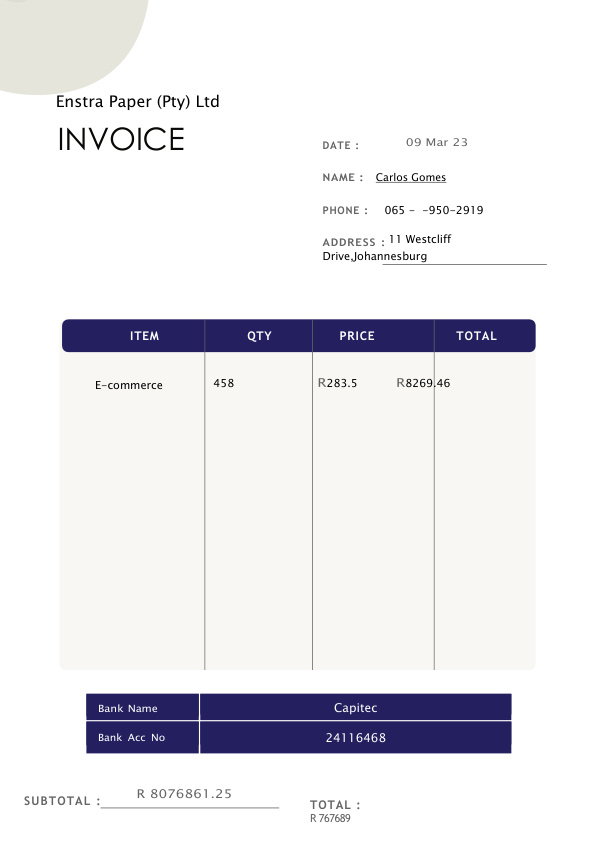 Enstra Paper (Pty) Ltd
INVOICE
DATE : 09 Mar 23
NAME : Carlos Gomes
PHONE : 065 - -950-2919
ADDRESS : 11 Westcliff
Drive,Johannesburg
ITEM QTY PRICE TOTAL
E-commerce 458 R283.5 R8269.46
Bank Name Capitec
Bank Acc No 24116468
SUBTOTAL : R 8076861.25
TOTAL :
R 767689